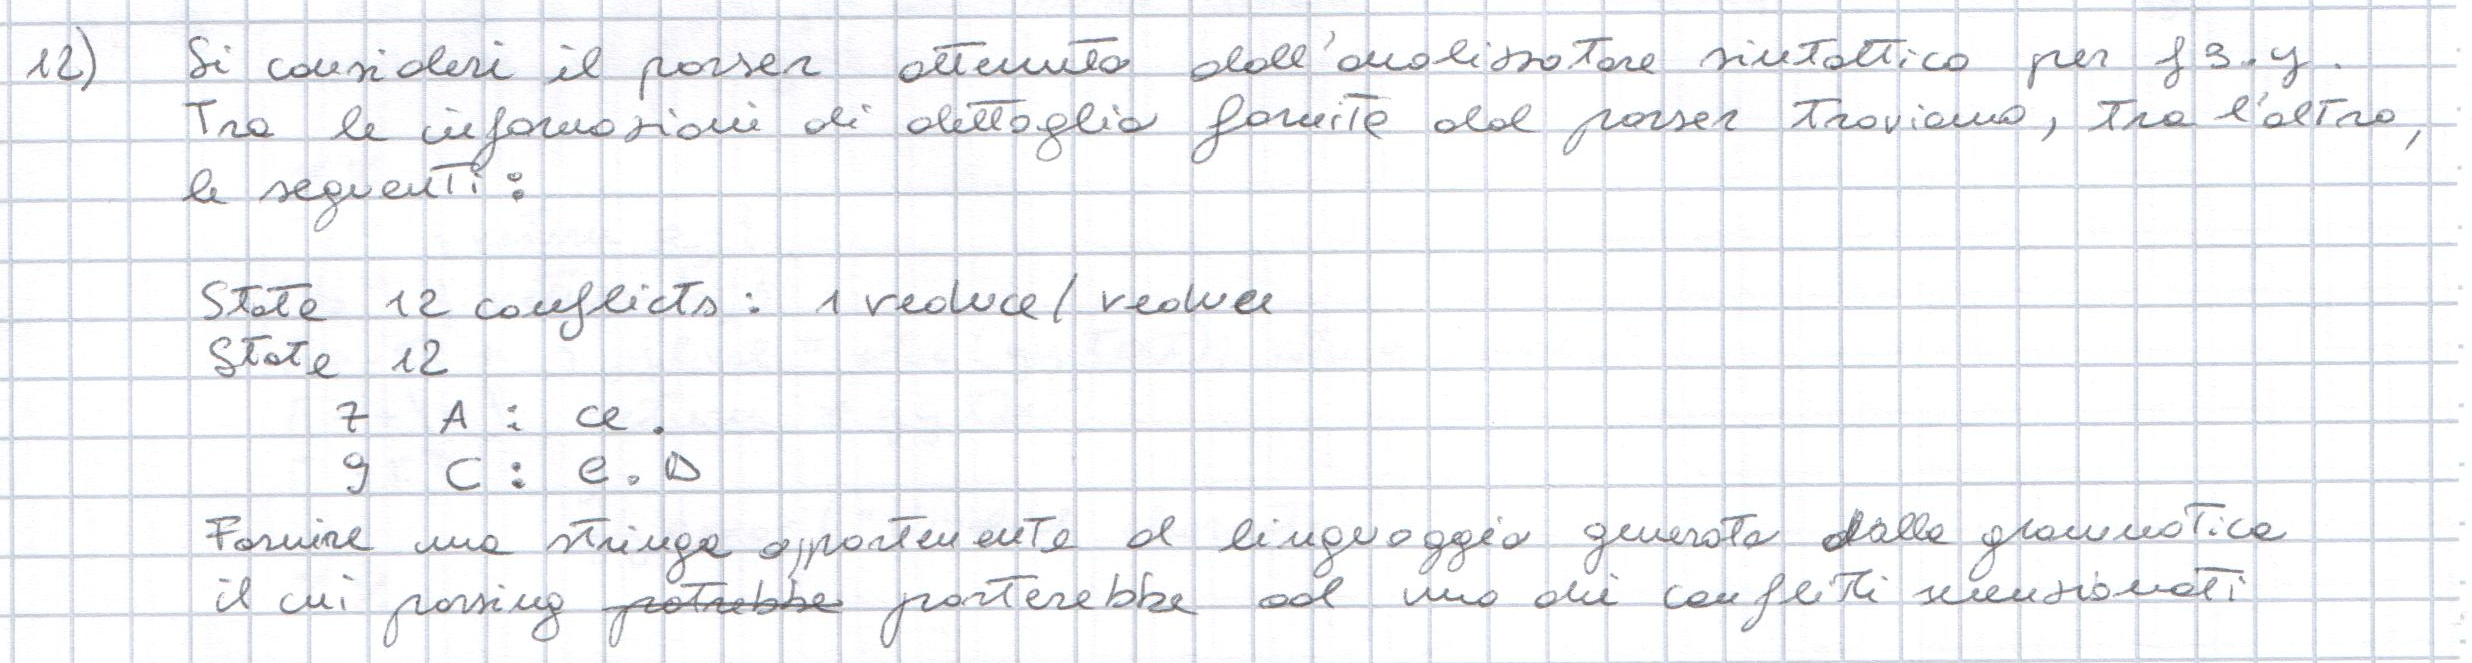 12) Si consideri il parser ottenuto dall'analizzatore sintattico per f3.y.
Tra le informazioni di dettaglio fornite dal parser troviamo, tra l'altro,
le seguenti:
State 12 conflicts: 1 reduce/reduce
State 12
7 A: ce.
9 C: e.D
Fornire una stringa appartenente al linguaggio generato dalla grammatica
il cui parsing potrebbe porterebbe ad uno dei conflitti menzionati